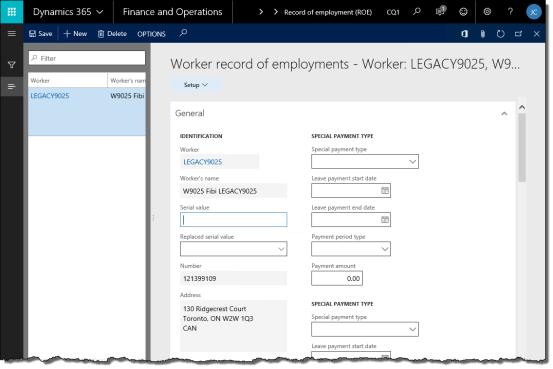 Dynamics 365 Finance and Operations > > Record of employment (ROE) CQ1 ? JC
Save + New Delete OPTIONS
Filter
Worker Worker's nam
LEGACY9025 W9025 Fibi
Worker record of employments - Worker: LEGACY9025, W9...
Setup
General
IDENTIFICATION
Worker
LEGACY9025
Worker's name
W9025 Fibi LEGACY9025
Serial value
Replaced serial value
Number
121399109
Address
130 Ridgecrest Court
Toronto, ON W2W 1Q3
CAN
SPECIAL PAYMENT TYPE
Special payment type
Leave payment start date
Leave payment end date
Payment period type
Payment amount
0.00
SPECIAL PAYMENT TYPE
Special payment type
Leave payment start date